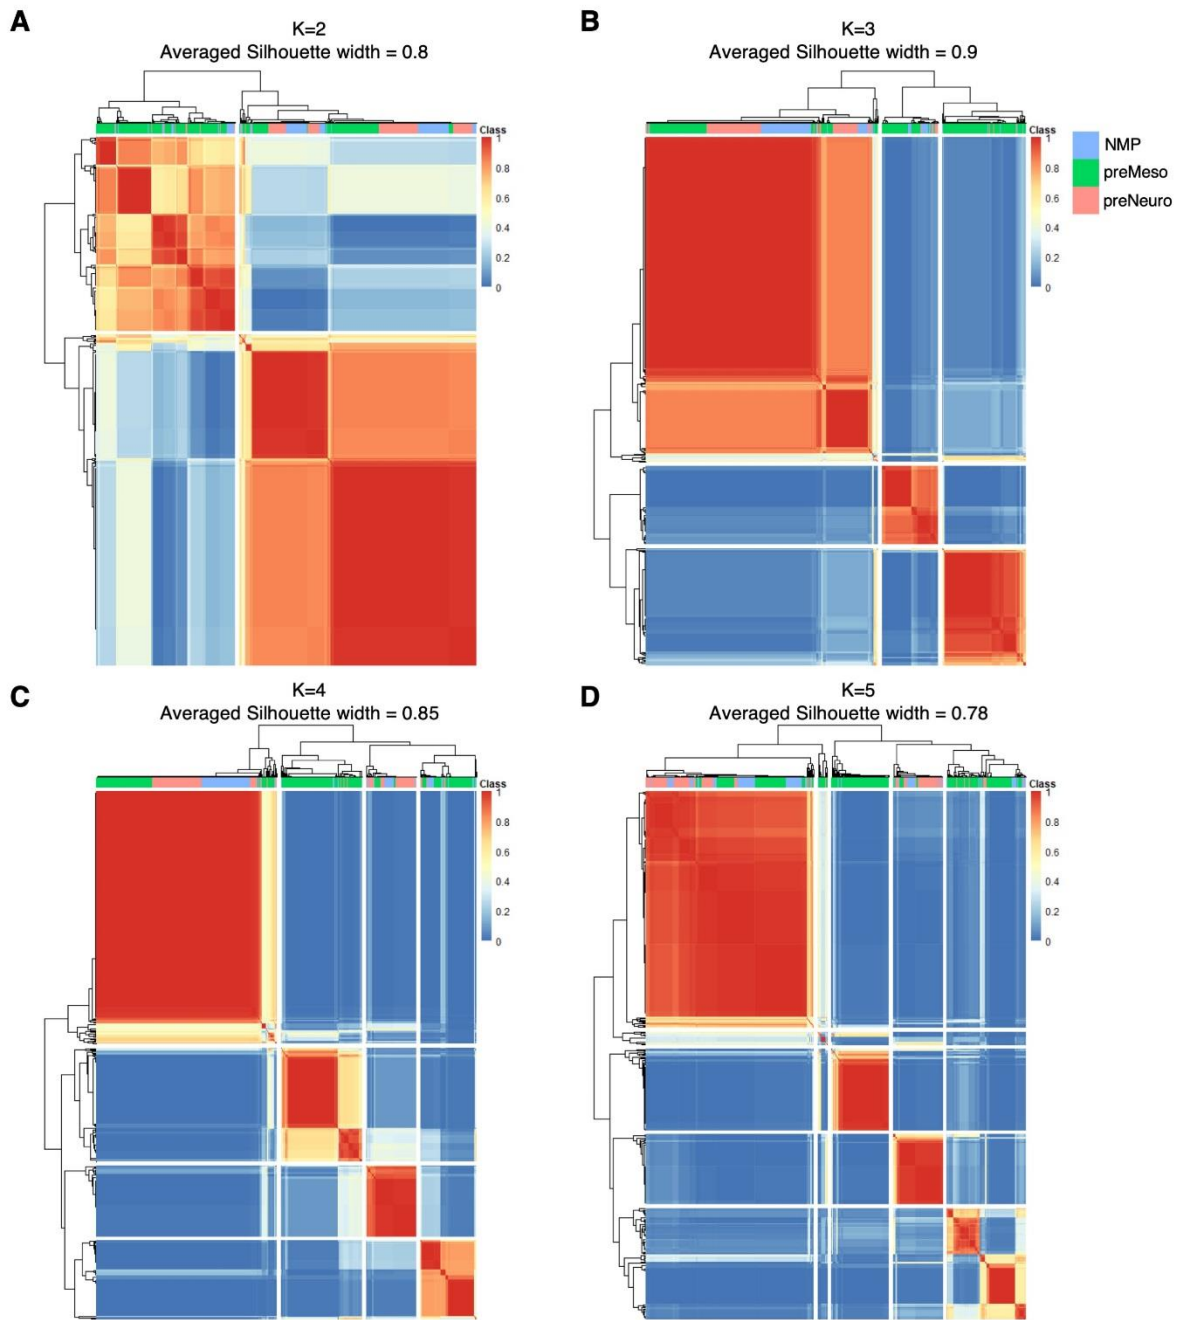 A
K=2
Averaged Silhouette width = 0.8
Class
1
0.8
0.6
0.4
0.2
0
B
K=3
Averaged Silhouette width = 0.9
Class
1
0.8
0.6
0.4
0.2
0
NMP
preMeso
preNeuro
C
K=4
Averaged Silhouette width = 0.85
Class
1
0.8
0.6
0.4
0.2
0
D
K=5
Averaged Silhouette width = 0.78
Class
1
0.8
0.6
0.4
0.2
0